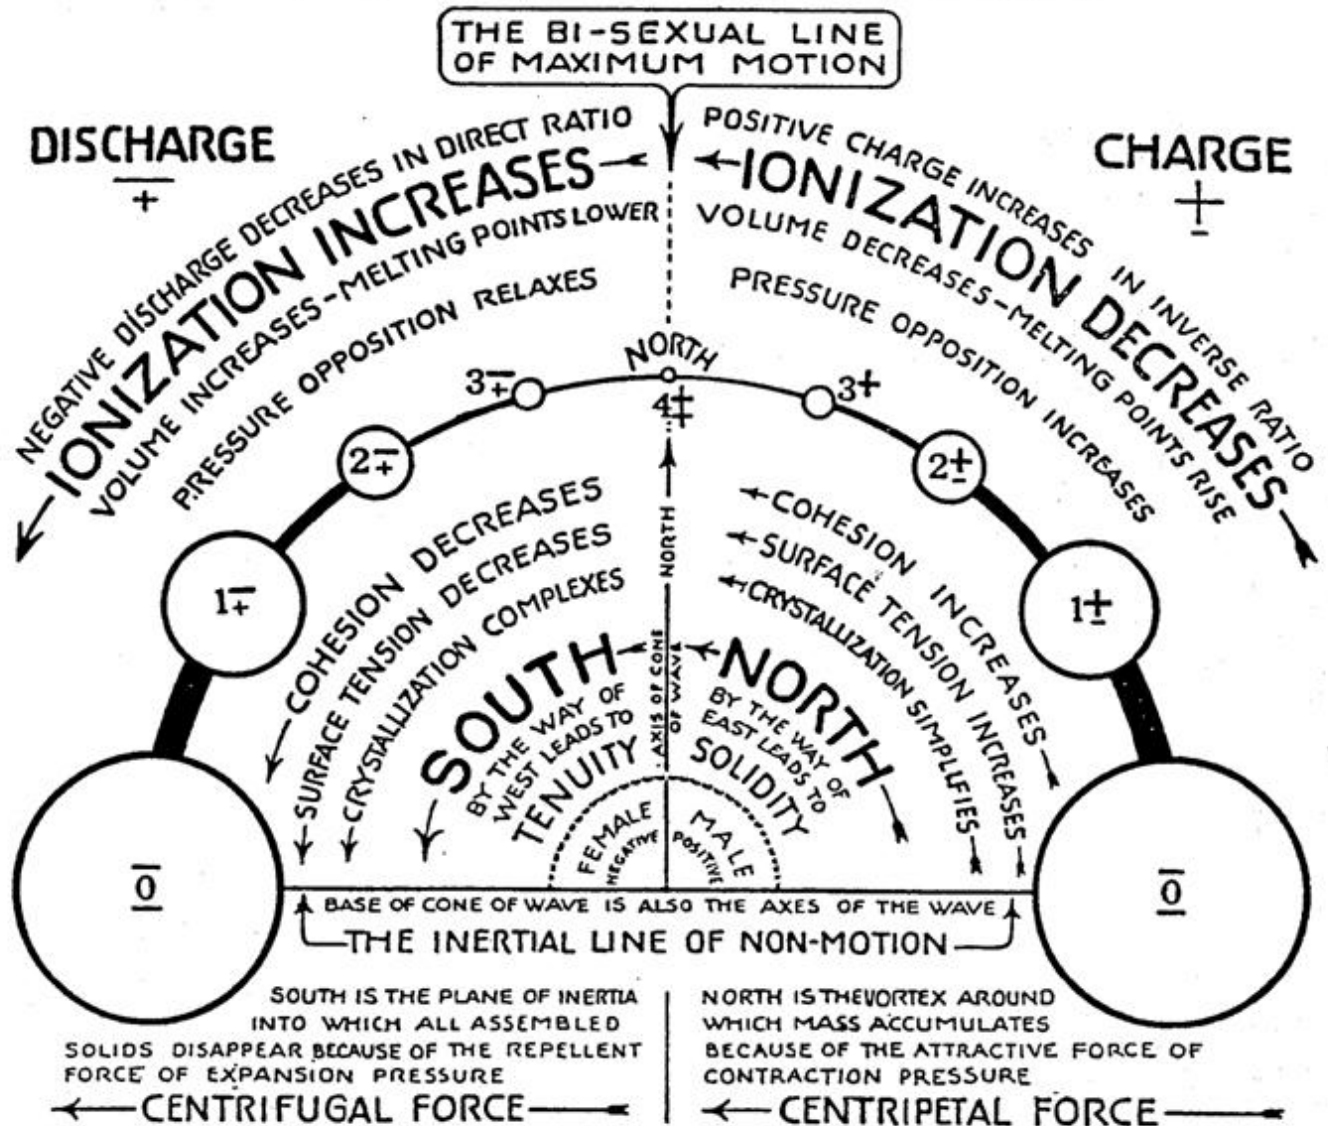 THE BI-SEXUAL LINE
OF MAXIMUM MOTION
DISCHARGE
− +
CHARGE
+ −
NEGATIVE DISCHARGE DECREASES IN DIRECT RATIO
IONIZATION INCREASES
VOLUME INCREASES-MELTING POINTS LOWER
PRESSURE OPPOSITION RELAXES
POSITIVE CHARGE INCREASES IN INVERSE RATIO
IONIZATION DECREASES
VOLUME DECREASES-MELTING POINTS RISE
PRESSURE OPPOSITION INCREASES
NORTH
3∓
4‡
3+
2∓
2±
1∓
1±
0
0
COHESION DECREASES
SURFACE TENSION DECREASES
CRYSTALLIZATION COMPLEXES
COHESION INCREASES
SURFACE TENSION INCREASES
CRYSTALLIZATION SIMPLIFIES
NORTH
AXIS OF CONE
OF WAVE
SOUTH
BY THE WAY OF
WEST LEADS TO
TENUITY
NORTH
BY THE WAY OF
EAST LEADS TO
SOLIDITY
FEMALE
NEGATIVE
MALE
POSITIVE
BASE OF CONE OF WAVE IS ALSO THE AXES OF THE WAVE
THE INERTIAL LINE OF NON-MOTION
SOUTH IS THE PLANE OF INERTIA
INTO WHICH ALL ASSEMBLED
SOLIDS DISAPPEAR BECAUSE OF THE REPELLENT
FORCE OF EXPANSION PRESSURE
CENTRIFUGAL FORCE
NORTH IS THE VORTEX AROUND
WHICH MASS ACCUMULATES
BECAUSE OF THE ATTRACTIVE FORCE OF
CONTRACTION PRESSURE
CENTRIPETAL FORCE